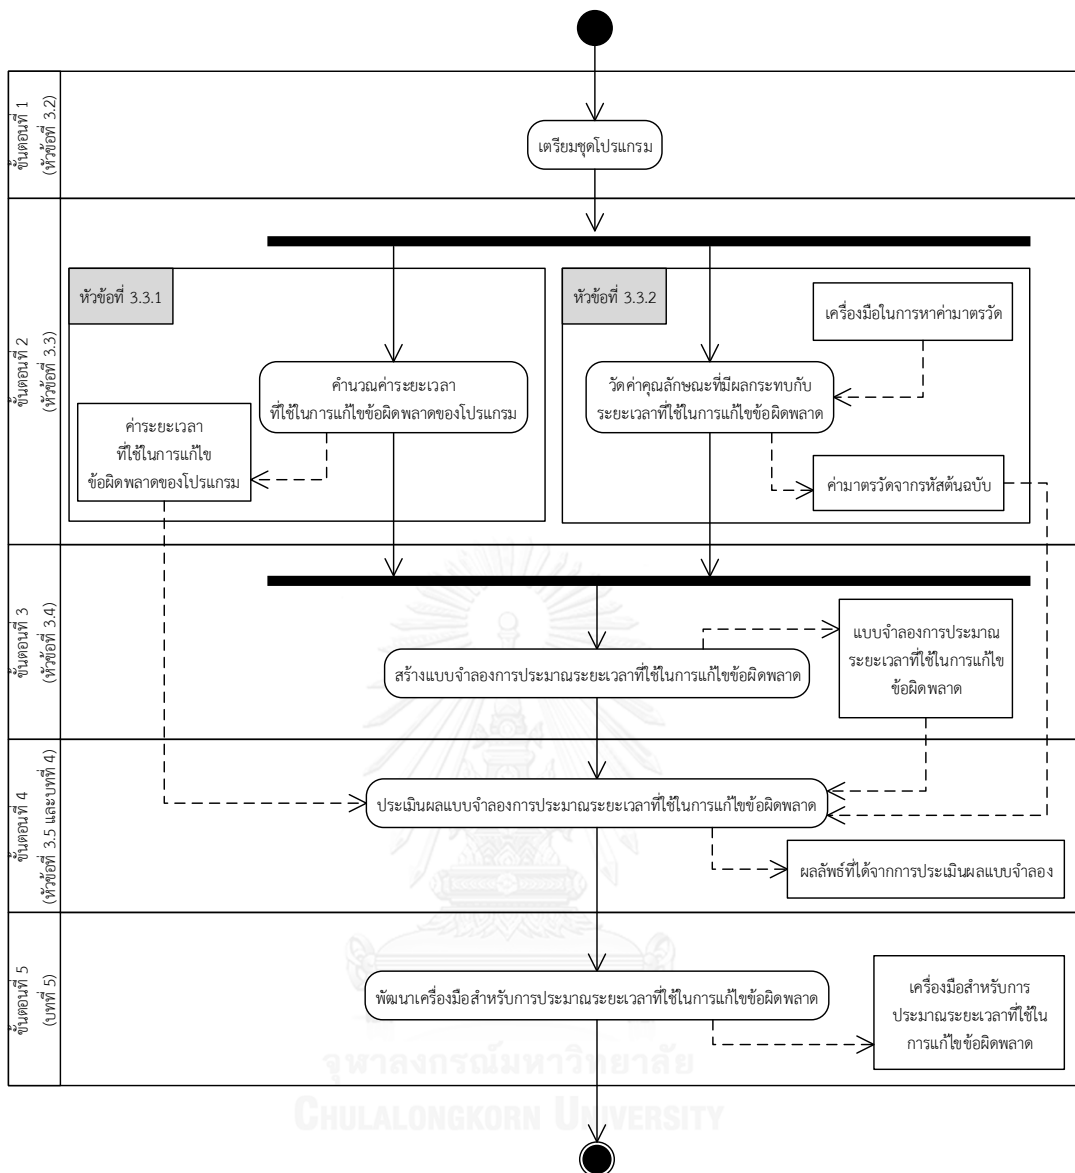 ขั้นตอนที่ 1
(หัวข้อที่ 3.2)
เตรียมชุดโปรแกรม
ขั้นตอนที่ 2
(หัวข้อที่ 3.3)
หัวข้อที่ 3.3.1
คำนวณค่าระยะเวลา
ที่ใช้ในการแก้ไขข้อผิดพลาดของโปรแกรม
ค่าระยะเวลา
ที่ใช้ในการแก้ไข
ข้อผิดพลาดของโปรแกรม
หัวข้อที่ 3.3.2
เครื่องมือในการหาค่ามาตรวัด
วัดค่าคุณลักษณะที่มีผลกระทบกับ
ระยะเวลาที่ใช้ในการแก้ไขข้อผิดพลาด
ค่ามาตรวัดจากรหัสต้นฉบับ
ขั้นตอนที่ 3
(หัวข้อที่ 3.4)
สร้างแบบจำลองการประมาณระยะเวลาที่ใช้ในการแก้ไขข้อผิดพลาด
แบบจำลองการประมาณ
ระยะเวลาที่ใช้ในการแก้ไข
ข้อผิดพลาด
ขั้นตอนที่ 4
(หัวข้อที่ 3.5 และบทที่ 4)
ประเมินผลแบบจำลองการประมาณระยะเวลาที่ใช้ในการแก้ไขข้อผิดพลาด
ผลลัพธ์ที่ได้จากการประเมินผลแบบจำลอง
ขั้นตอนที่ 5
(บทที่ 5)
พัฒนาเครื่องมือสำหรับการประมาณระยะเวลาที่ใช้ในการแก้ไขข้อผิดพลาด
เครื่องมือสำหรับการ
ประมาณระยะเวลาที่ใช้ใน
การแก้ไขข้อผิดพลาด
จุฬาลงกรณ์มหาวิทยาลัย
CHULALONGKORN UNIVERSITY